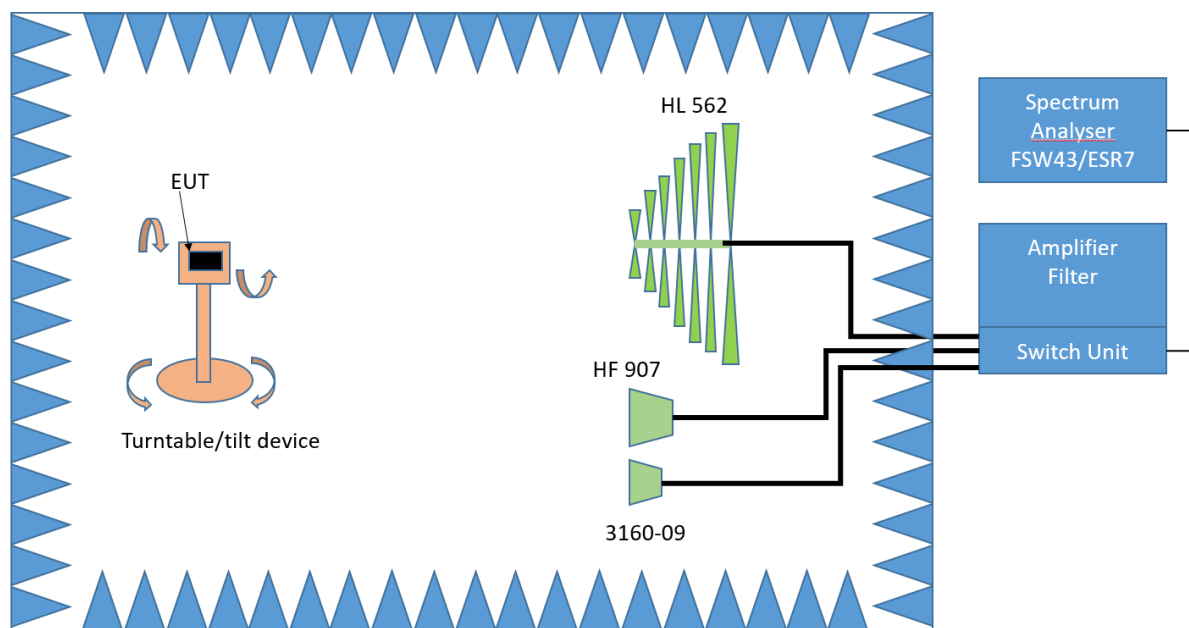 HL 562
Spectrum
Analyser
FSW43/ESR7
EUT
Amplifier
Filter
Switch Unit
HF 907
Turntable/tilt device
3160-09